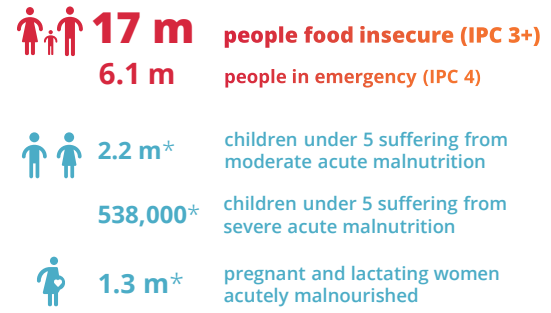 17 m people food insecure (IPC 3+)
6.1 m people in emergency (IPC 4)
2.2 m* children under 5 suffering from
moderate acute malnutrition
538,000* children under 5 suffering from
severe acute malnutrition
1.3 m* pregnant and lactating women
acutely malnourished